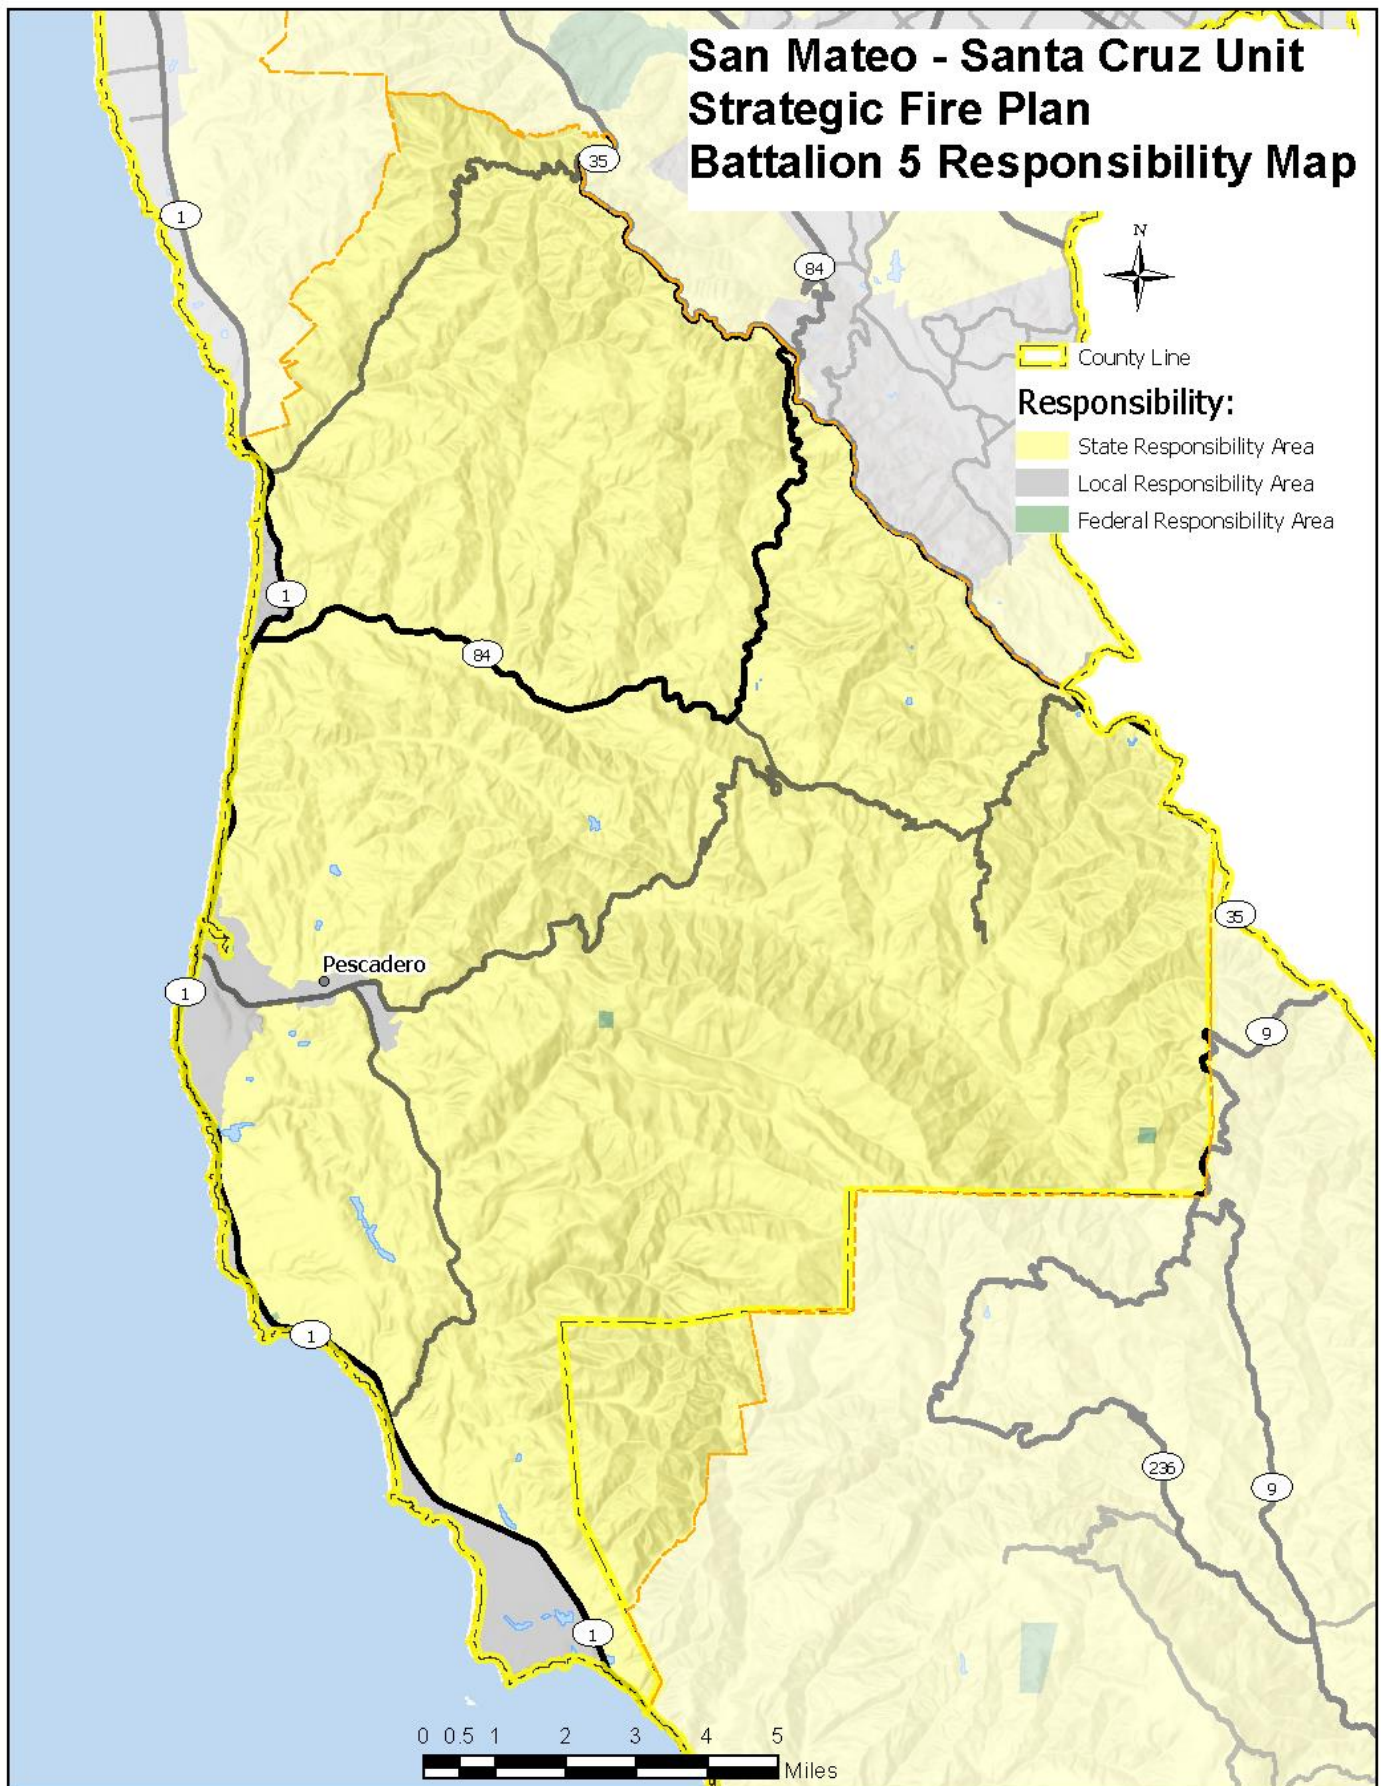 San Mateo - Santa Cruz Unit
Strategic Fire Plan
Battalion 5 Responsibility Map
35
1
N
84
County Line
Responsibility:
State Responsibility Area
Local Responsibility Area
Federal Responsibility Area
1
84
35
Pescadero
1
9
1
236
9
1
0 0.5 1 2 3 4 5
Miles